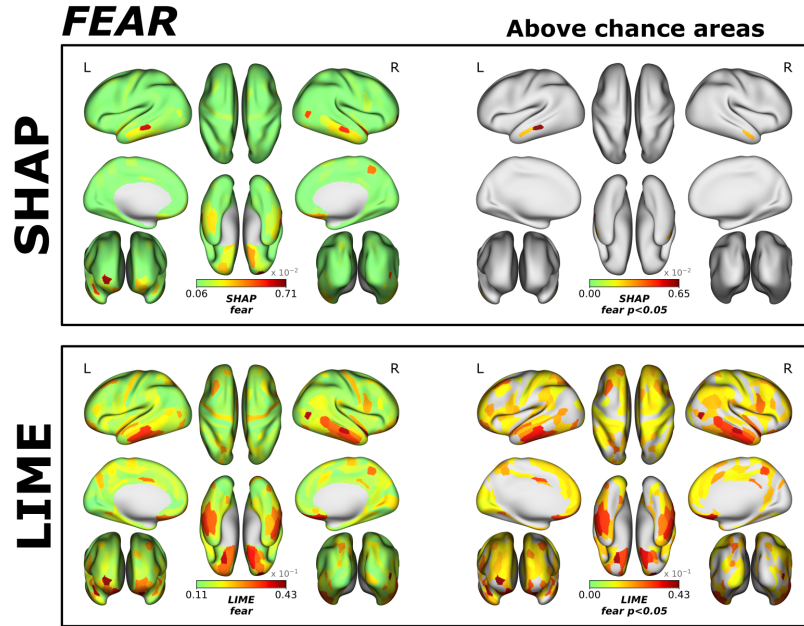 FEAR
Above chance areas
SHAP
L
R
L
R
x 10⁻²
0.06
0.71
SHAP
fear
x 10⁻²
0.00
0.65
SHAP
fear p<0.05
LIME
L
R
L
R
x 10⁻¹
0.11
0.43
LIME
fear
x 10⁻¹
0.00
0.43
LIME
fear p<0.05